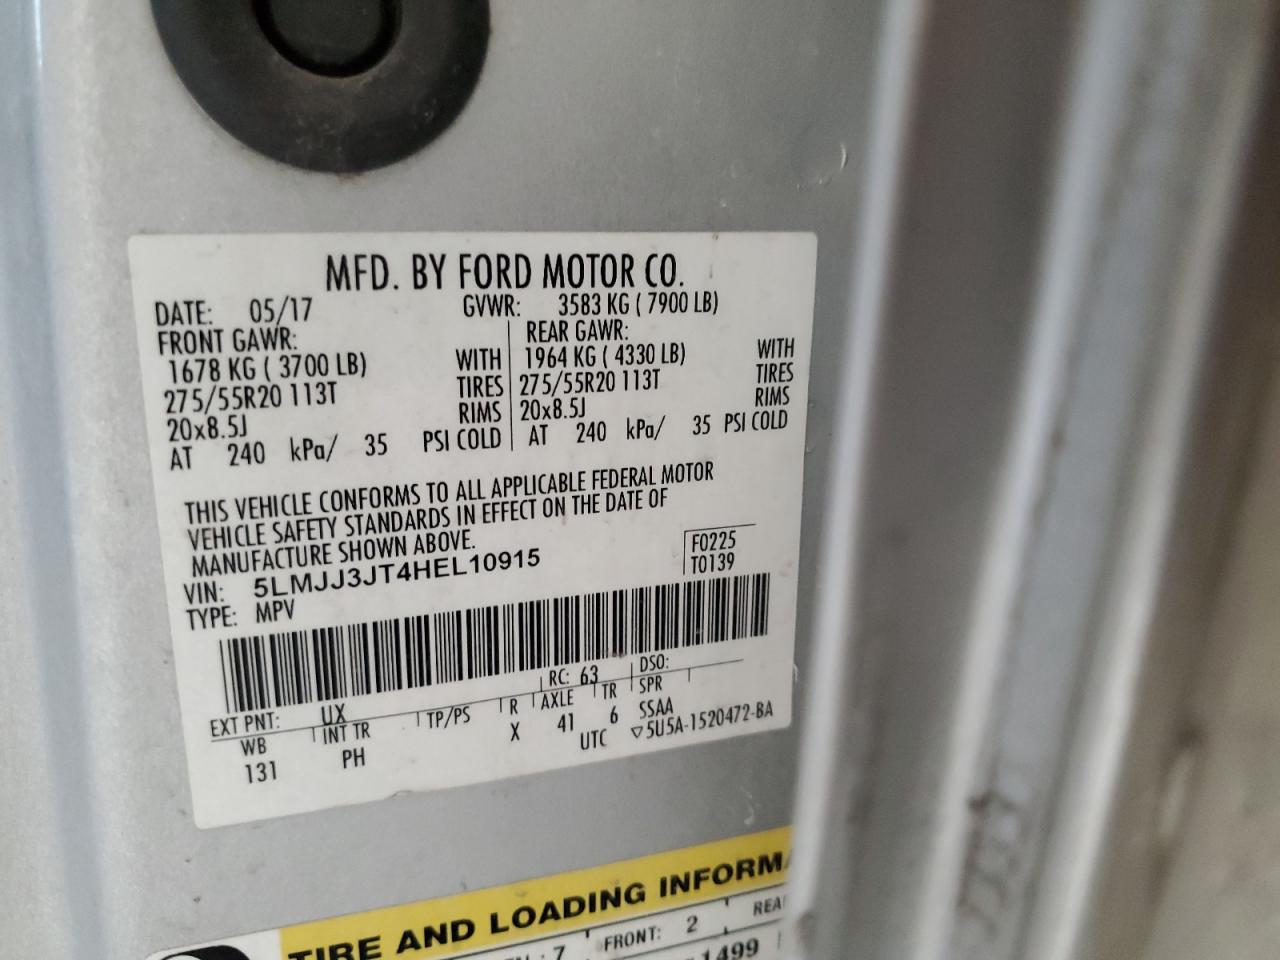 MFD. BY FORD MOTOR CO.
DATE: 05/17 GVWR: 3583 KG ( 7900 LB)
FRONT GAWR: REAR GAWR:
1678 KG ( 3700 LB) WITH 1964 KG ( 4330 LB) WITH
275/55R20 113T TIRES 275/55R20 113T TIRES
20x8.5J RIMS 20x8.5J RIMS
AT 240 kPa/ 35 PSI COLD AT 240 kPa/ 35 PSI COLD
THIS VEHICLE CONFORMS TO ALL APPLICABLE FEDERAL MOTOR
VEHICLE SAFETY STANDARDS IN EFFECT ON THE DATE OF
MANUFACTURE SHOWN ABOVE.
F0225
VIN: 5LMJJ3JT4HEL10915 T0139
TYPE: MPV
RC: 63 DSO:
EXT PNT: UX
WB INT TR TP/PS R AXLE TR SPR
131 PH X 41 6 SSAA
UTC ▽5U5A-1520472-BA
TIRE AND LOADING INFORMA
7 FRONT: 2 REA
1499